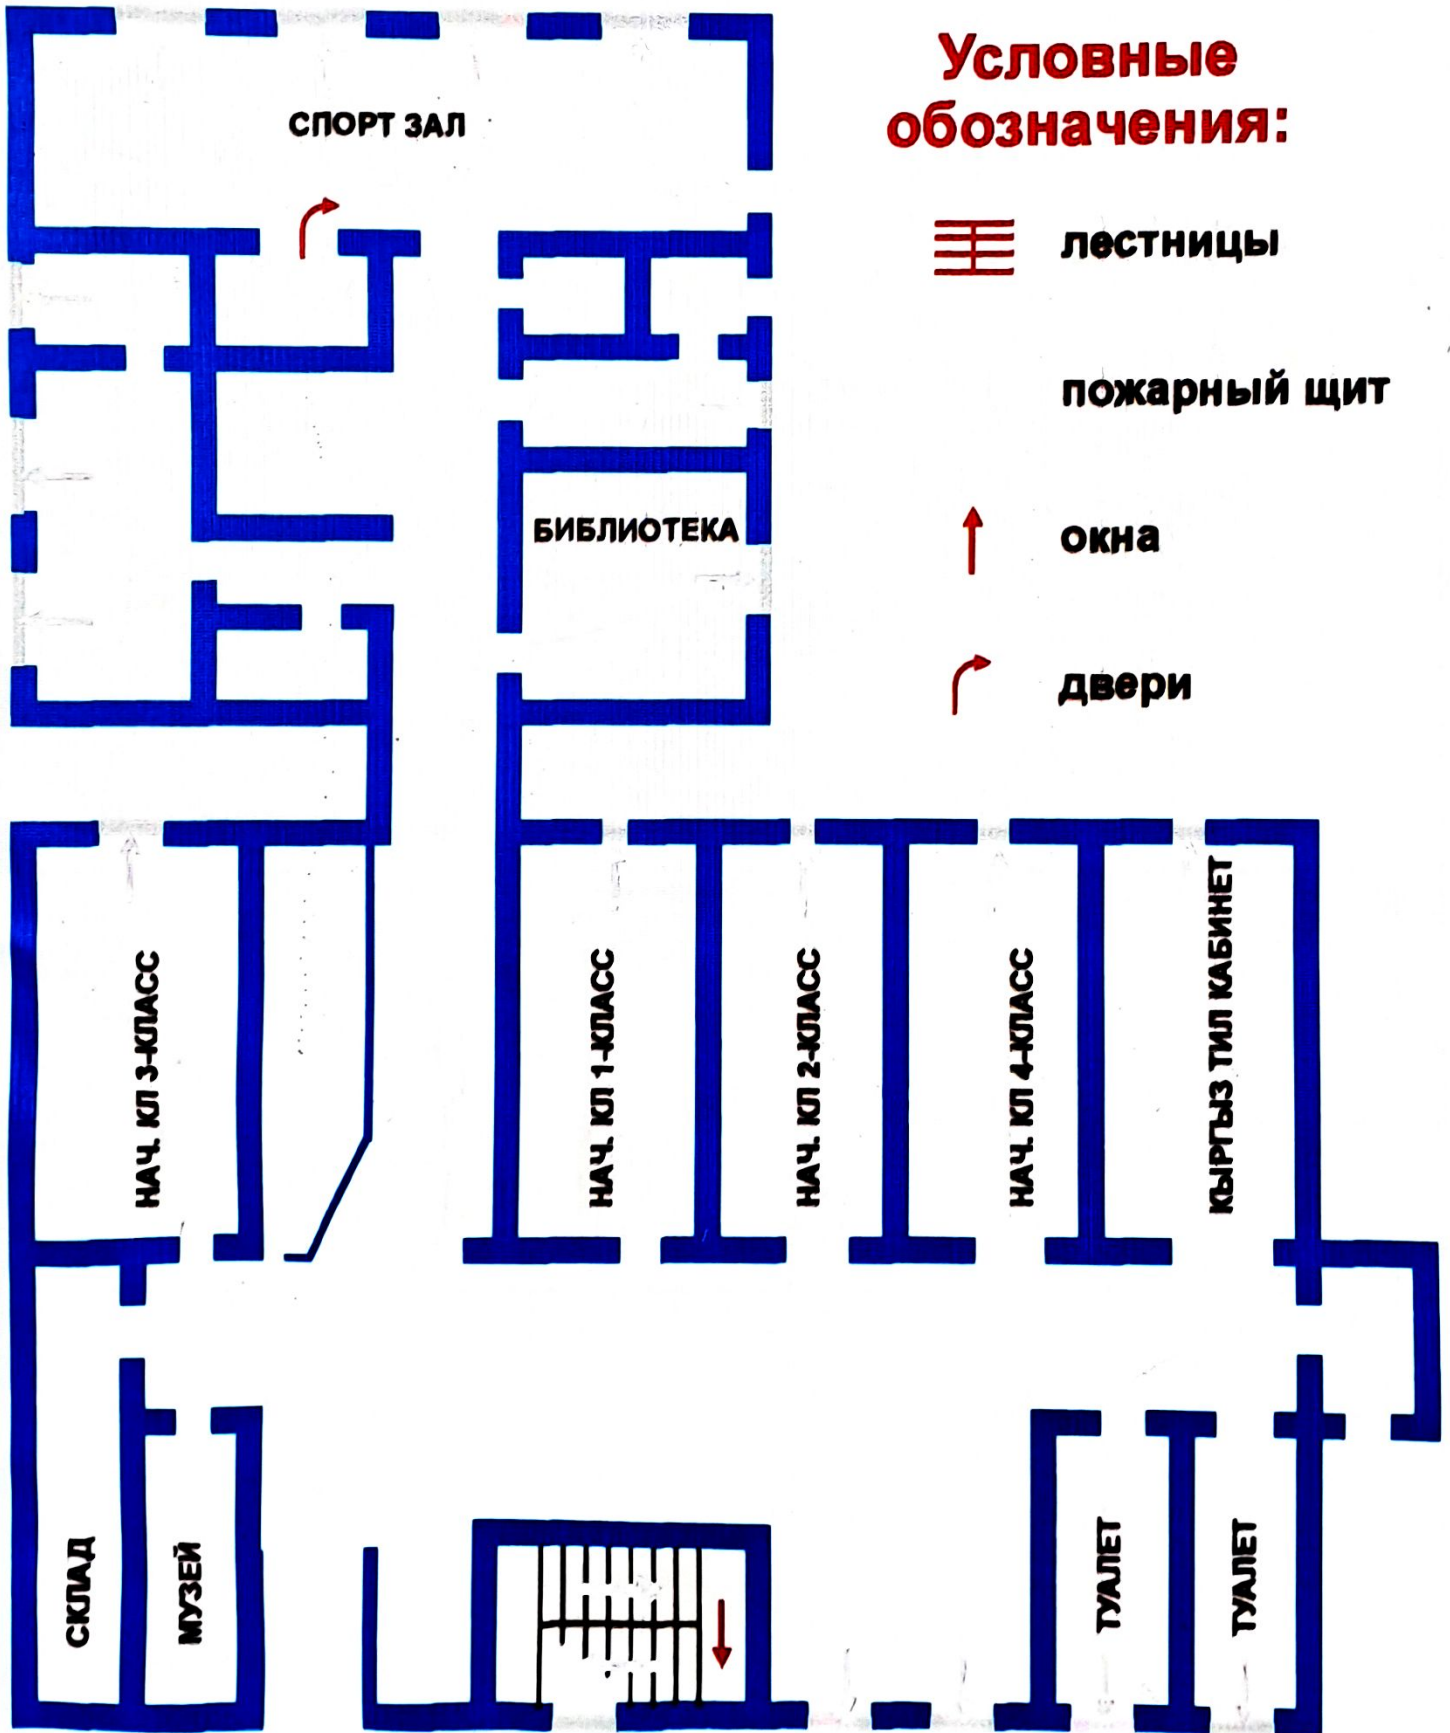 СПОРТ ЗАЛ
Условные
обозначения:
лестницы
пожарный щит
окна
двери
БИБЛИОТЕКА
НАЧ. КЛ 3-КЛАСС
НАЧ. КЛ 1-КЛАСС
НАЧ. КЛ 2-КЛАСС
НАЧ. КЛ 4-КЛАСС
КЫРГЫЗ ТИЛ КАБИНЕТ
СКЛАД
МУЗЕЙ
ТУАЛЕТ
ТУАЛЕТ